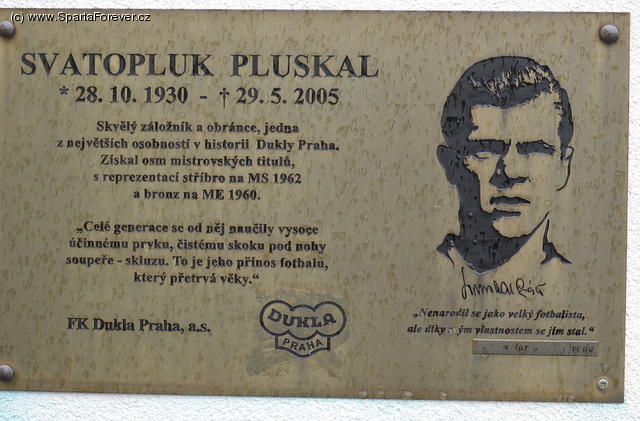 (c) www.SpartaForever.cz
SVATOPLUK PLUSKAL
* 28. 10. 1930 - † 29. 5. 2005
Skvělý záložník a obránce, jedna
z největších osobností v historii Dukly Praha.
Získal osm mistrovských titulů,
s reprezentací stříbro na MS 1962
a bronz na ME 1960.
„Celé generace se od něj naučily vysoce
účinnému prvku, čistému skoku pod nohy
soupeře - skluzu. To je jeho přínos fotbalu,
který přetrvá věky.“
FK Dukla Praha, a.s.
DUKLA
PRAHA
„Nenarodil se jako velký fotbalista,
ale díky svým vlastnostem se jím stal.“